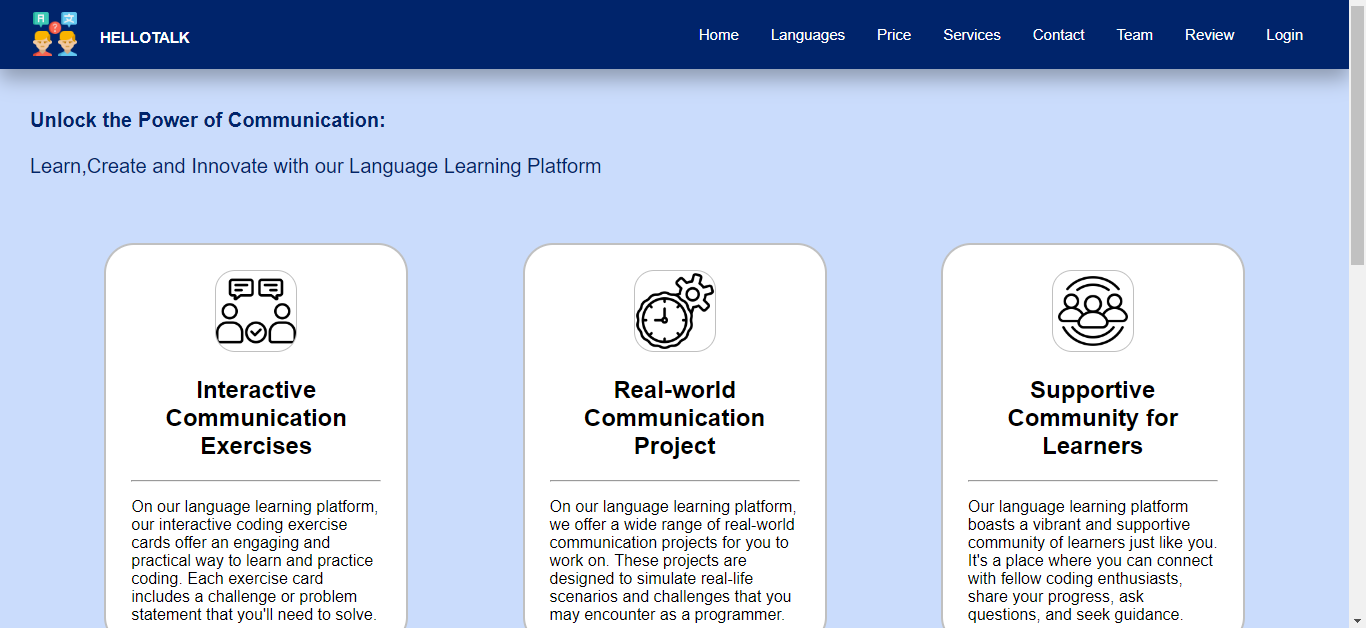 HELLOTALK
Home Languages Price Services Contact Team Review Login
Unlock the Power of Communication:
Learn,Create and Innovate with our Language Learning Platform
Interactive
Communication
Exercises
On our language learning platform,
our interactive coding exercise
cards offer an engaging and
practical way to learn and practice
coding. Each exercise card
includes a challenge or problem
statement that you'll need to solve.
Real-world
Communication
Project
On our language learning platform,
we offer a wide range of real-world
communication projects for you to
work on. These projects are
designed to simulate real-life
scenarios and challenges that you
may encounter as a programmer.
Supportive
Community for
Learners
Our language learning platform
boasts a vibrant and supportive
community of learners just like you.
It's a place where you can connect
with fellow coding enthusiasts,
share your progress, ask
questions, and seek guidance.